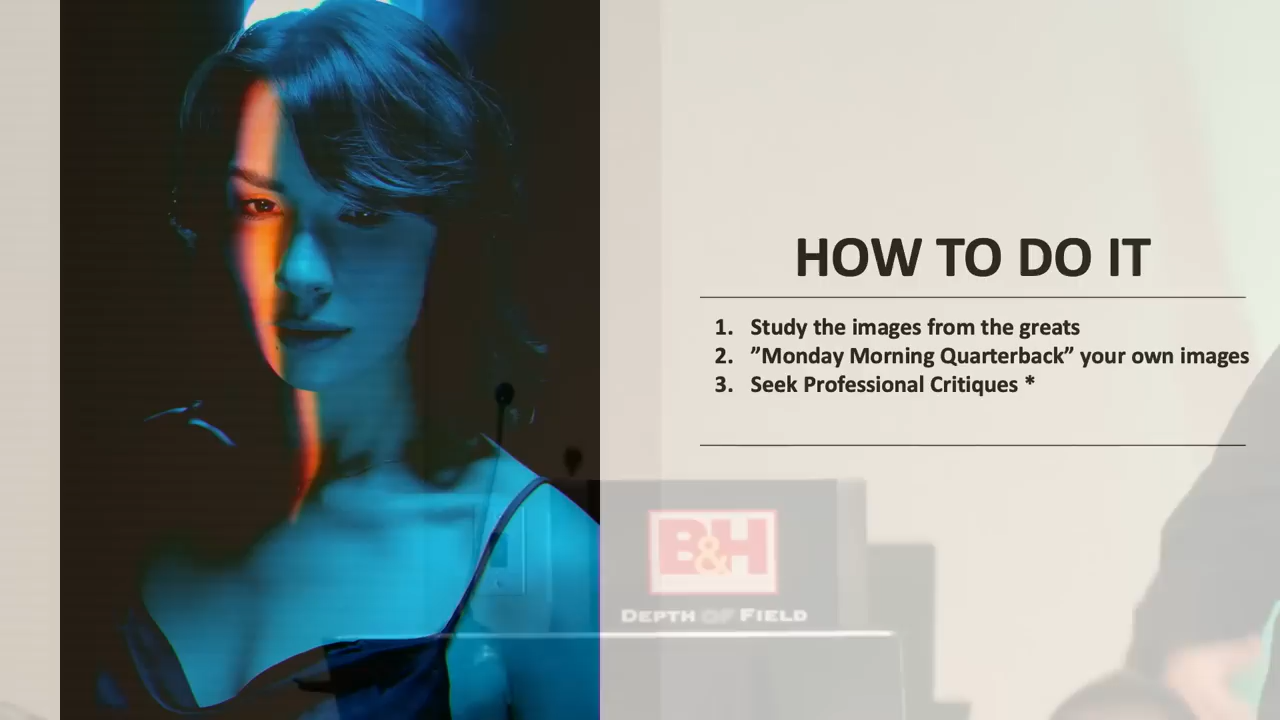 HOW TO DO IT
1. Study the images from the greats
2. ”Monday Morning Quarterback” your own images
3. Seek Professional Critiques *
B&H
DEPTH OF FIELD